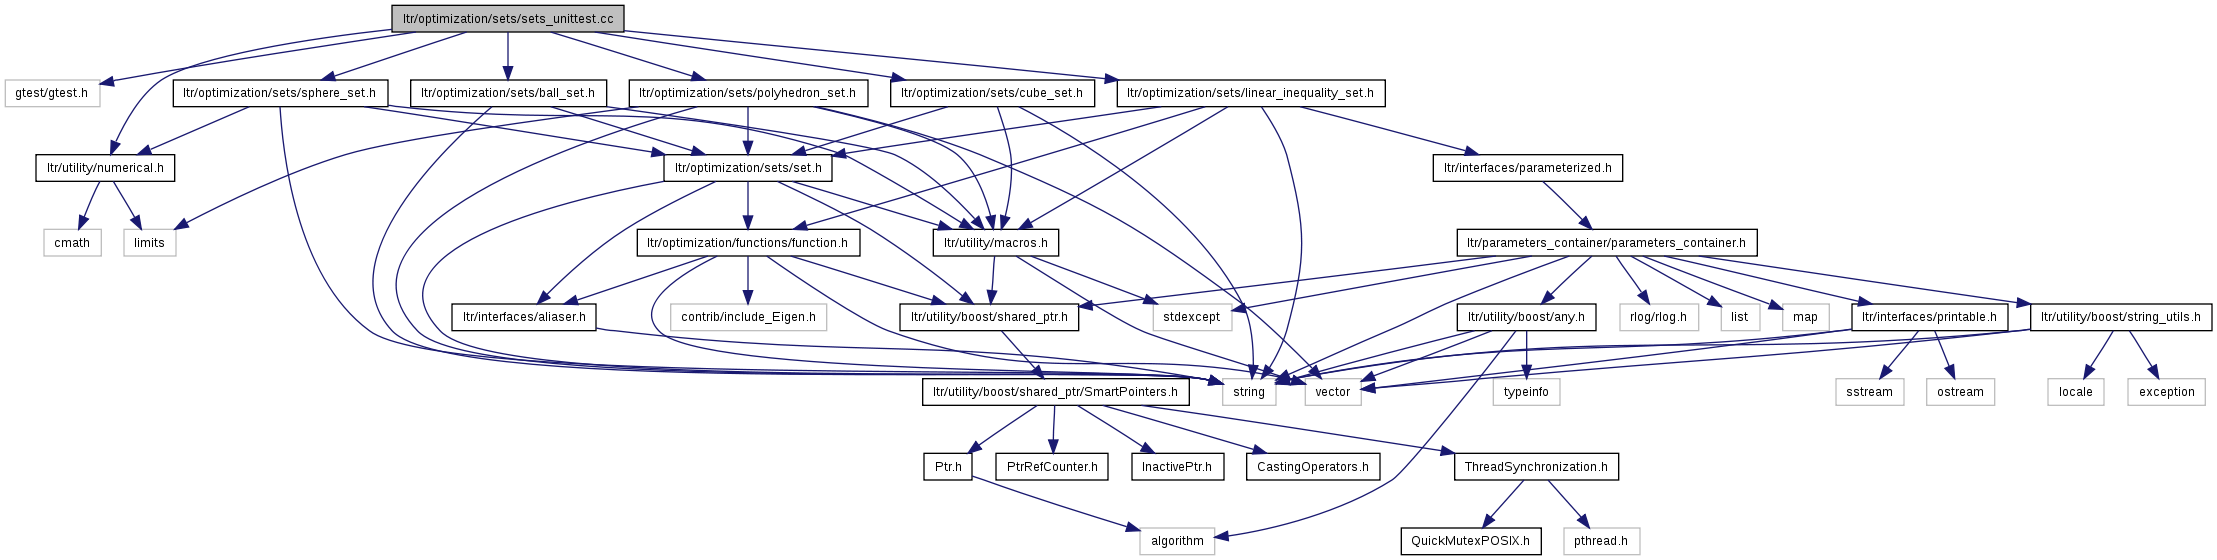 ltr/optimization/sets/sets_unittest.cc
gtest/gtest.h
ltr/optimization/sets/sphere_set.h
ltr/optimization/sets/ball_set.h
ltr/optimization/sets/polyhedron_set.h
ltr/optimization/sets/cube_set.h
ltr/optimization/sets/linear_inequality_set.h
ltr/utility/numerical.h
ltr/optimization/sets/set.h
ltr/interfaces/parameterized.h
cmath
limits
ltr/optimization/functions/function.h
ltr/utility/macros.h
ltr/parameters_container/parameters_container.h
ltr/interfaces/aliaser.h
contrib/include_Eigen.h
ltr/utility/boost/shared_ptr.h
stdexcept
ltr/utility/boost/any.h
rlog/rlog.h
list
map
ltr/interfaces/printable.h
ltr/utility/boost/string_utils.h
ltr/utility/boost/shared_ptr/SmartPointers.h
string
vector
typeinfo
sstream
ostream
locale
exception
Ptr.h
PtrRefCounter.h
InactivePtr.h
CastingOperators.h
ThreadSynchronization.h
algorithm
QuickMutexPOSIX.h
pthread.h